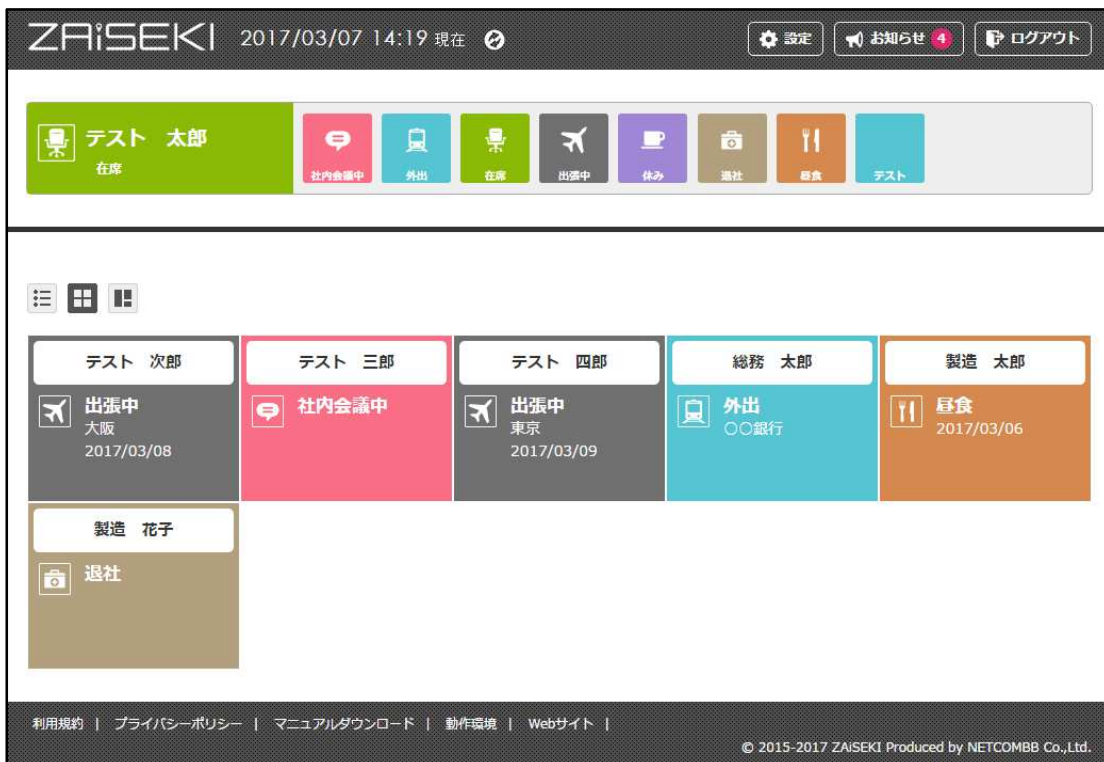 ZAiSEKI 2017/03/07 14:19 現在 設定 お知らせ 4 ログアウト
テスト 太郎
在席
社内会議中 外出 在席 出張中 休み 退社 昼食 テスト
テスト 次郎 テスト 三郎 テスト 四郎 総務 太郎 製造 太郎
出張中 社内会議中 出張中 外出 昼食
大阪 東京 〇〇銀行 2017/03/06
2017/03/08 2017/03/09
製造 花子
退社
利用規約 | プライバシーポリシー | マニュアルダウンロード | 動作環境 | Webサイト |
© 2015-2017 ZAiSEKI Produced by NETCOMBB Co.,Ltd.